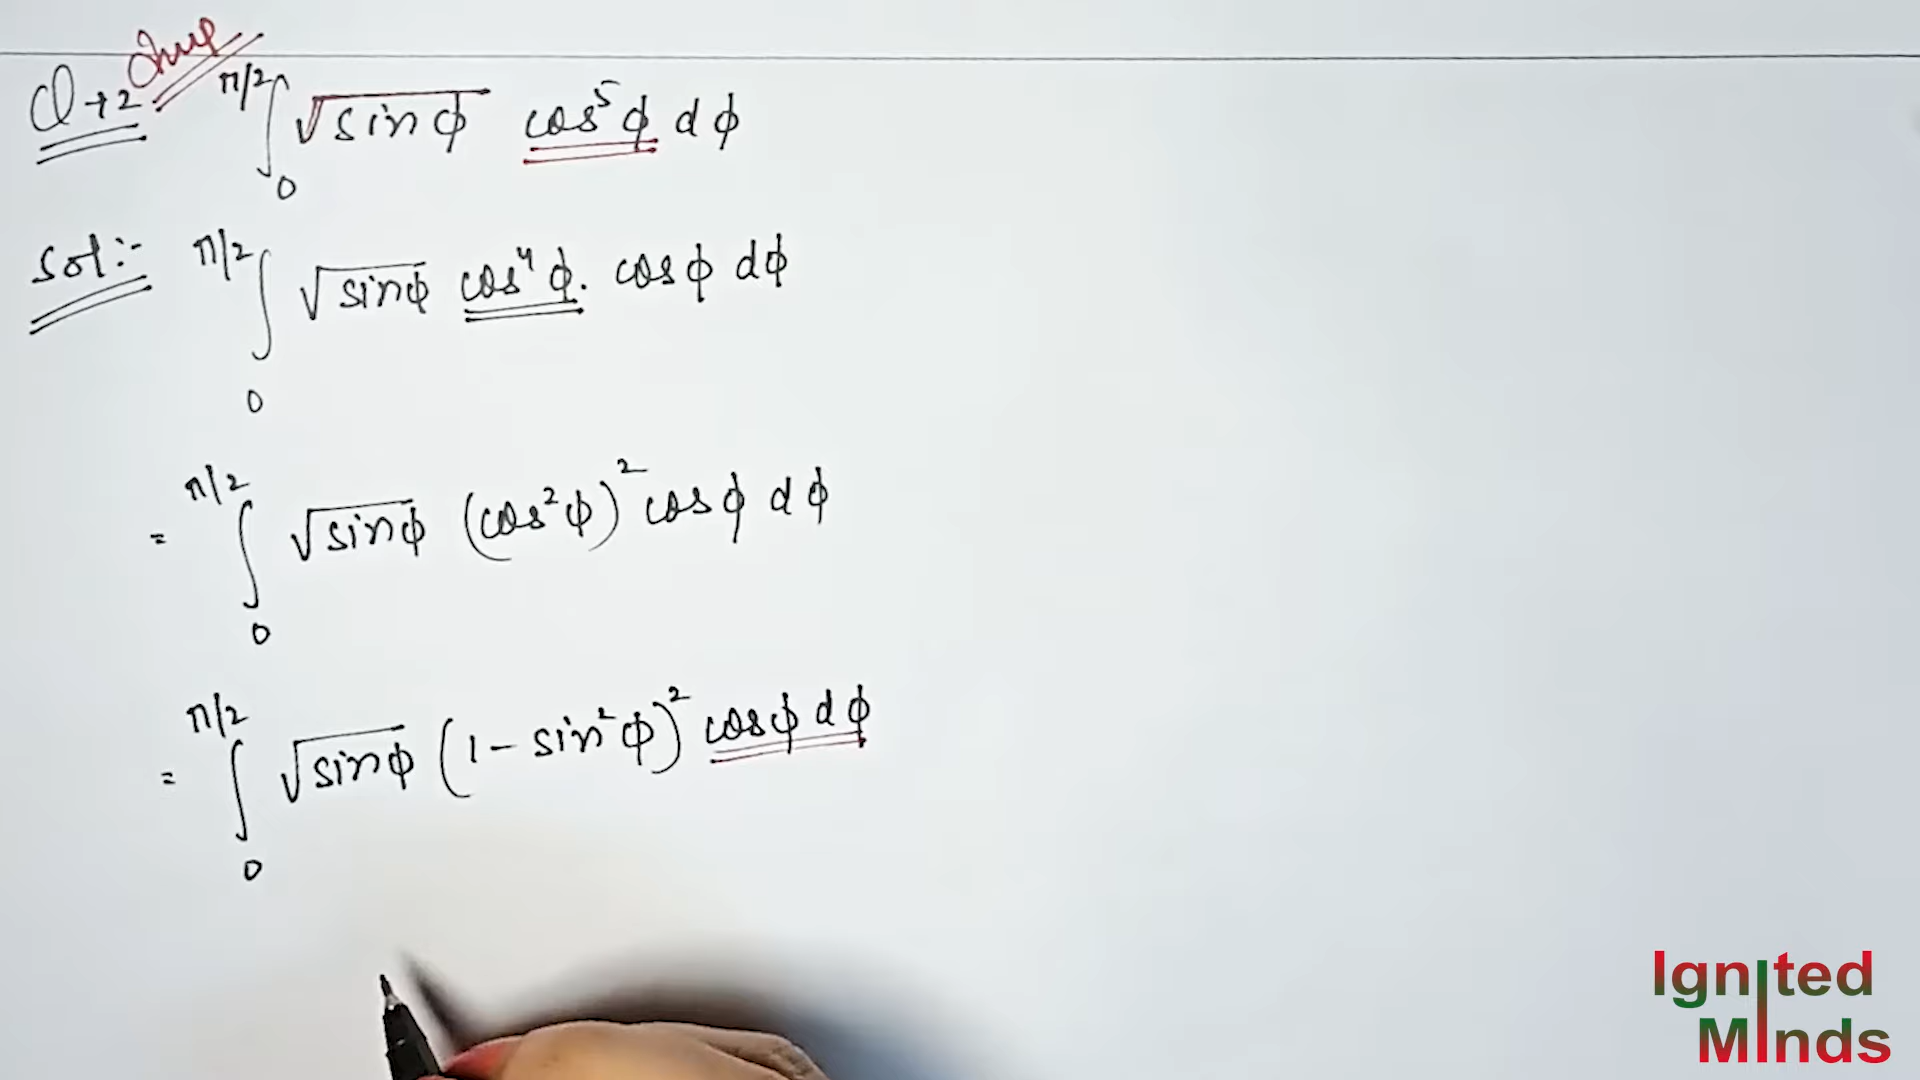 Imp
Q→2 π/2 ∫ 0 √sinϕ cos⁵ϕ dϕ
Sol:- π/2 ∫ 0 √sinϕ cos⁴ϕ. cosϕ dϕ
= π/2 ∫ 0 √sinϕ (cos²ϕ)² cosϕ dϕ
= π/2 ∫ 0 √sinϕ (1 - sin²ϕ)² cosϕ dϕ
Ignited
Minds